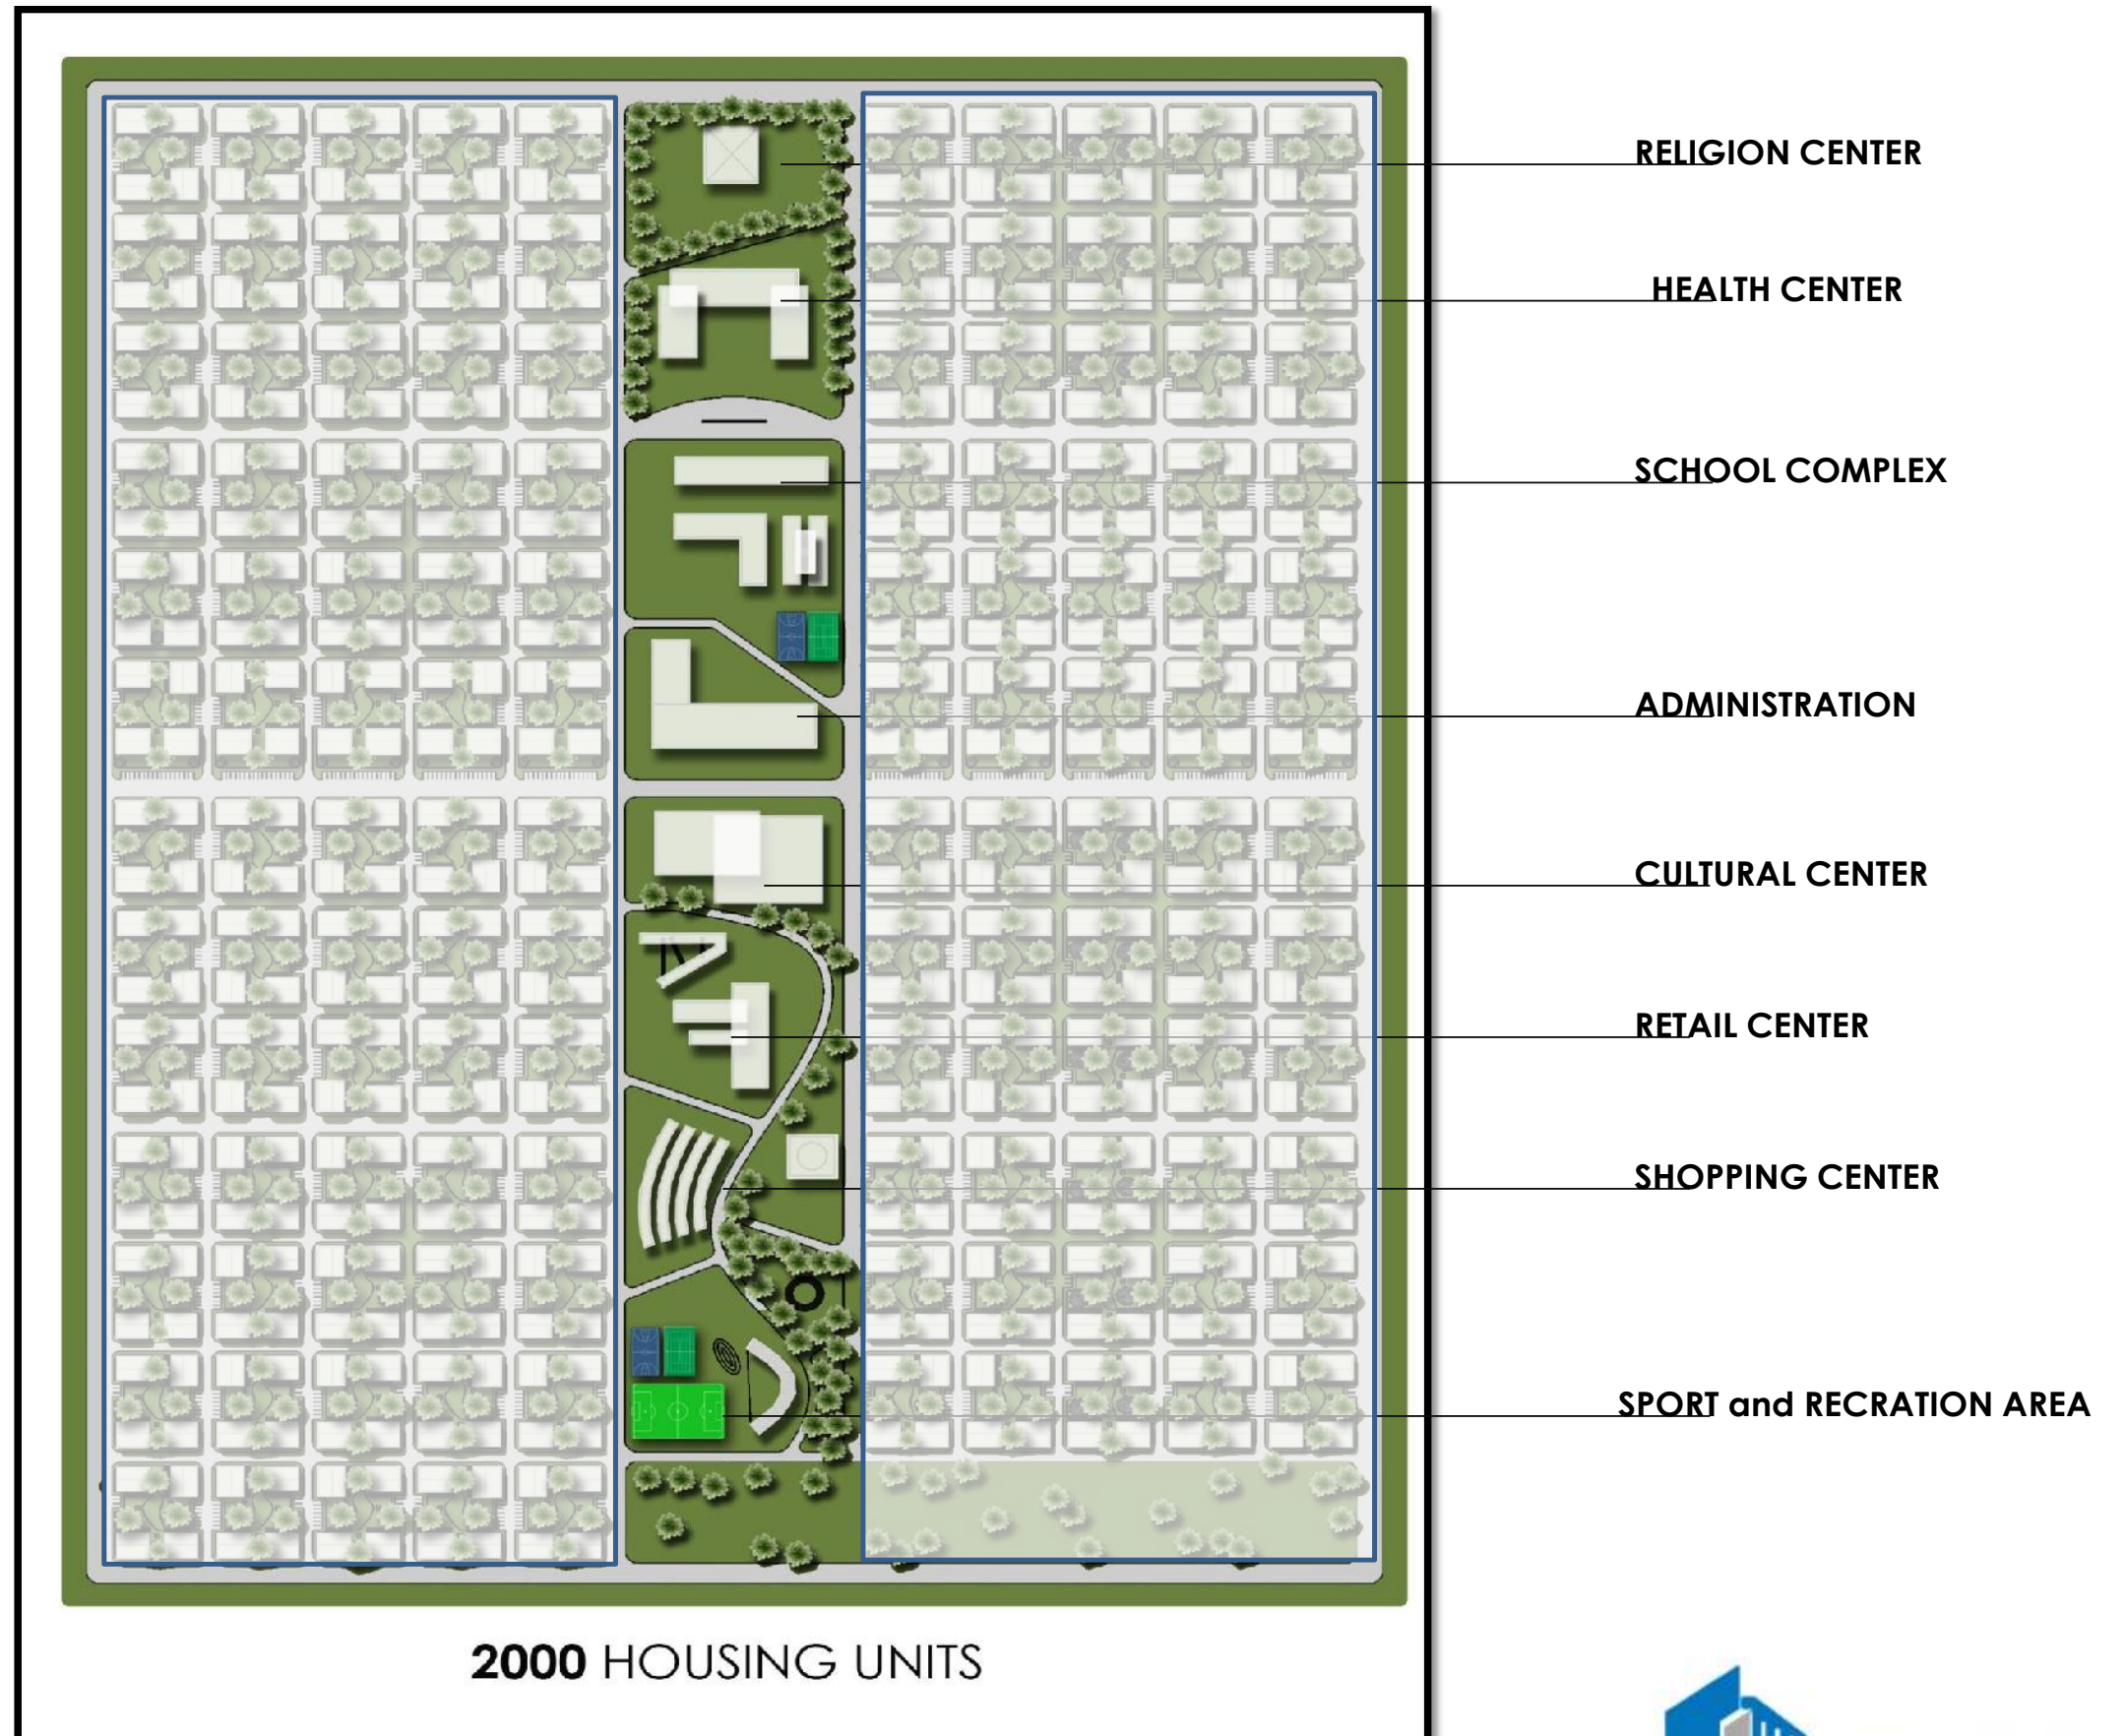 RELIGION CENTER
HEALTH CENTER
SCHOOL COMPLEX
ADMINISTRATION
CULTURAL CENTER
RETAIL CENTER
SHOPPING CENTER
SPORT and RECRATION AREA
2000 HOUSING UNITS